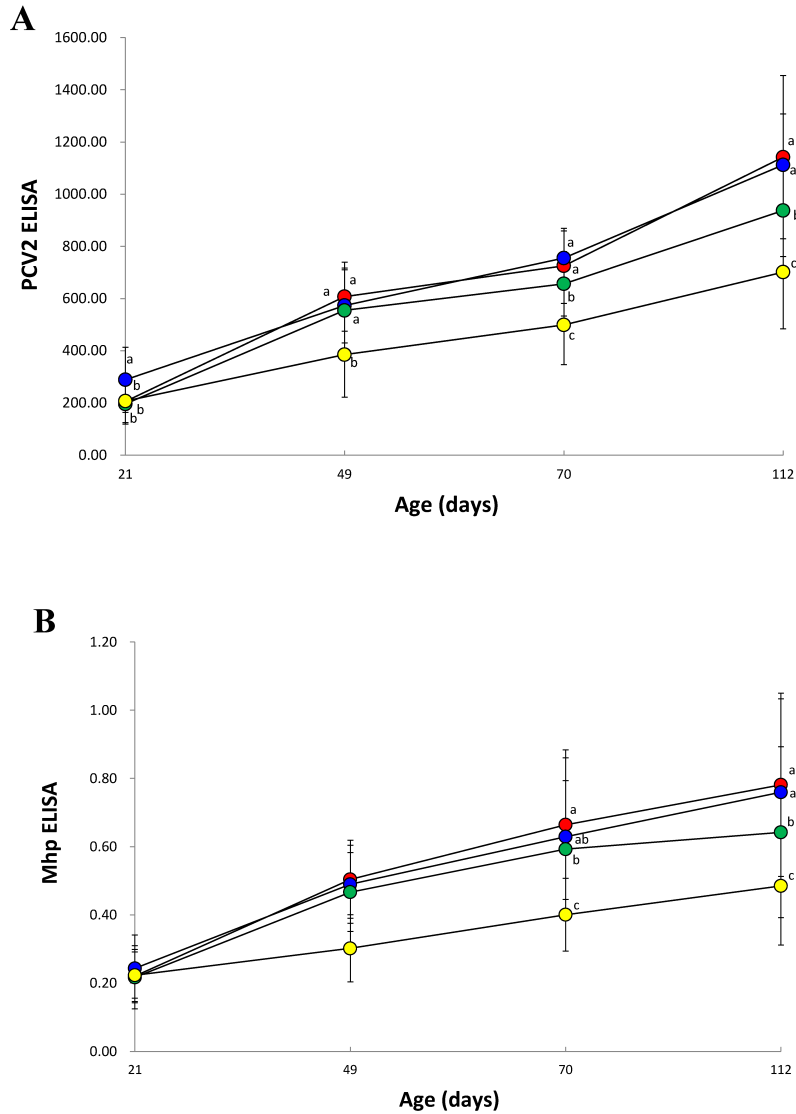 A
1600.00
1400.00
1200.00
1000.00
800.00
600.00
400.00
200.00
0.00
PCV2 ELISA
a
b
b
b
a
a
a
b
a
a
b
c
a
a
b
c
21 49 70 112
Age (days)
B
1.20
1.00
0.80
0.60
0.40
0.20
0.00
Mhp ELISA
a
ab
b
c
a
a
b
c
21 49 70 112
Age (days)